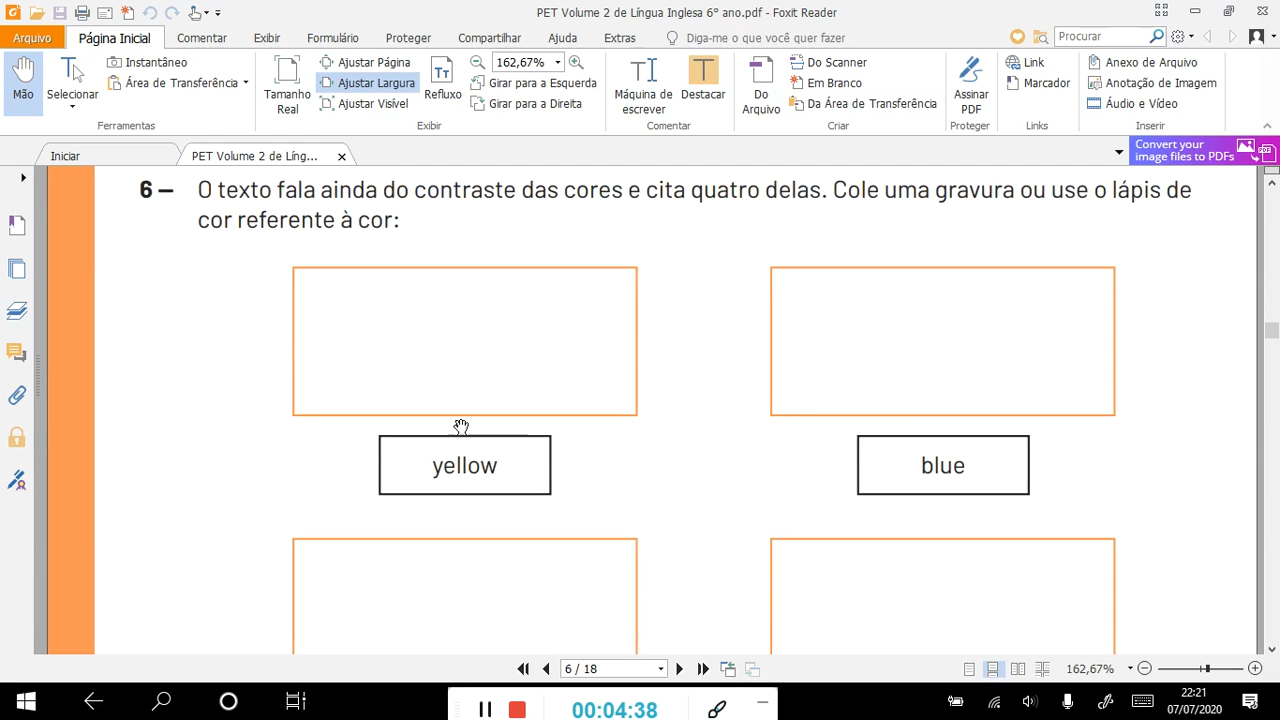 PET Volume 2 de Língua Inglesa 6° ano.pdf - Foxit Reader
Arquivo
Página Inicial
Comentar
Exibir
Formulário
Proteger
Compartilhar
Ajuda
Extras
Diga-me o que você quer fazer
Procurar
Mão
Selecionar
Instantâneo
Área de Transferência
Ferramentas
Tamanho Real
Ajustar Página
Ajustar Largura
Ajustar Visível
Refluxo
162,67%
Girar para a Esquerda
Girar para a Direita
Exibir
Máquina de escrever
Destacar
Comentar
Do Arquivo
Do Scanner
Em Branco
Da Área de Transferência
Criar
Assinar PDF
Proteger
Link
Marcador
Links
Anexo de Arquivo
Anotação de Imagem
Áudio e Vídeo
Inserir
Iniciar
PET Volume 2 de Líng...
Convert your
image files to PDFs
6 – O texto fala ainda do contraste das cores e cita quatro delas. Cole uma gravura ou use o lápis de
cor referente à cor:
yellow
blue
6 / 18
162,67%
00:04:38
22:21
07/07/2020